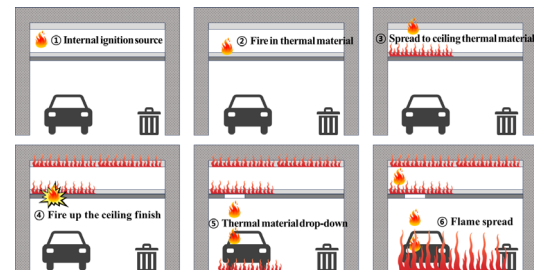 ① Internal ignition source
② Fire in thermal material
③ Spread to ceiling thermal material
④ Fire up the ceiling finish
⑤ Thermal material drop-down
⑥ Flame spread